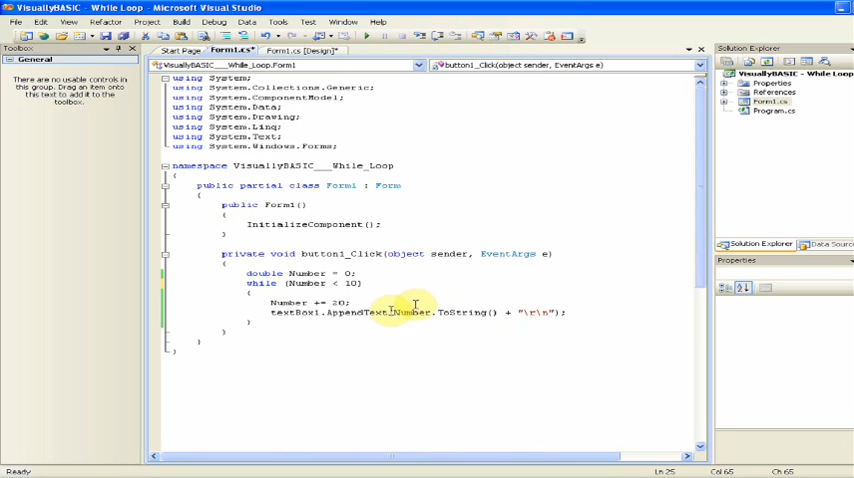 VisuallyBASIC - While Loop - Microsoft Visual Studio
File Edit View Refactor Project Build Debug Data Tools Test Window Help
Toolbox
General
There are no usable controls in
this group. Drag an item onto
this text to add it to the
toolbox.
Start Page Form1.cs* Form1.cs [Design]*
VisuallyBASIC___While_Loop.Form1 button1_Click(object sender, EventArgs e)
using System;
using System.Collections.Generic;
using System.ComponentModel;
using System.Data;
using System.Drawing;
using System.Linq;
using System.Text;
using System.Windows.Forms;
namespace VisuallyBASIC___While_Loop
{
public partial class Form1 : Form
{
public Form1()
{
InitializeComponent();
}
private void button1_Click(object sender, EventArgs e)
{
double Number = 0;
while (Number < 10)
{
Number += 20;
textBox1.AppendText(Number.ToString() + "\r\n");
}
}
}
}
Solution Explorer
VisuallyBASIC - While Loop
Properties
References
Form1.cs
Program.cs
Solution Explorer Data Sources
Properties
Ready Ln 25 Col 65 Ch 65